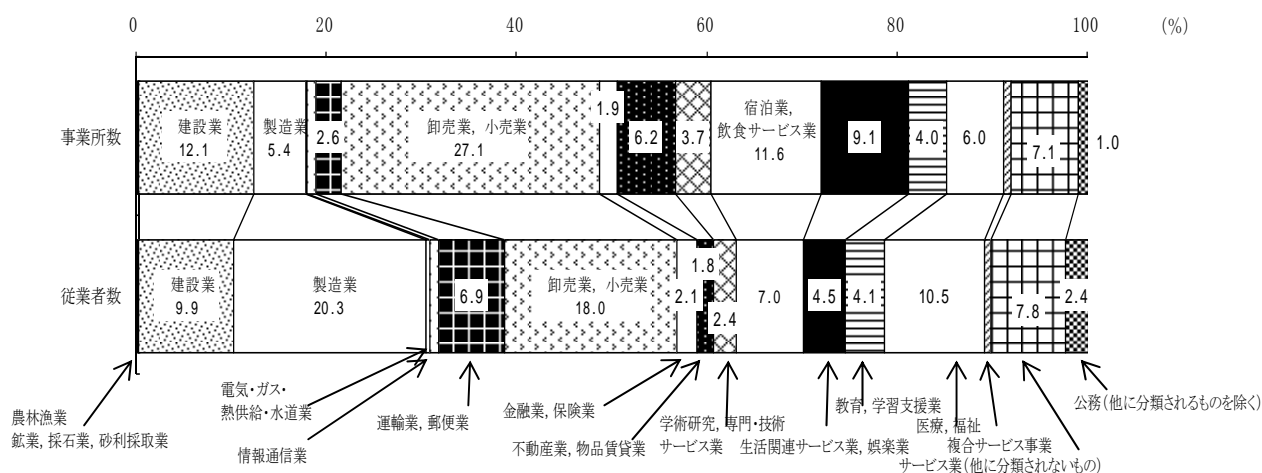 0 20 40 60 80 100 (%)
事業所数
建設業
12.1
製造業
5.4
2.6
卸売業, 小売業
27.1
1.9
6.2
3.7
宿泊業,
飲食サービス業
11.6
9.1
4.0
6.0
7.1
1.0
従業者数
建設業
9.9
製造業
20.3
6.9
卸売業, 小売業
18.0
2.1
1.8
2.4
7.0
4.5
4.1
10.5
7.8
2.4
農林漁業
鉱業, 採石業, 砂利採取業
電気・ガス・
熱供給・水道業
情報通信業
運輸業, 郵便業
金融業, 保険業
不動産業, 物品賃貸業
学術研究, 専門・技術
サービス業
生活関連サービス業, 娯楽業
教育, 学習支援業
医療, 福祉
複合サービス事業
サービス業(他に分類されないもの)
公務(他に分類されるものを除く)